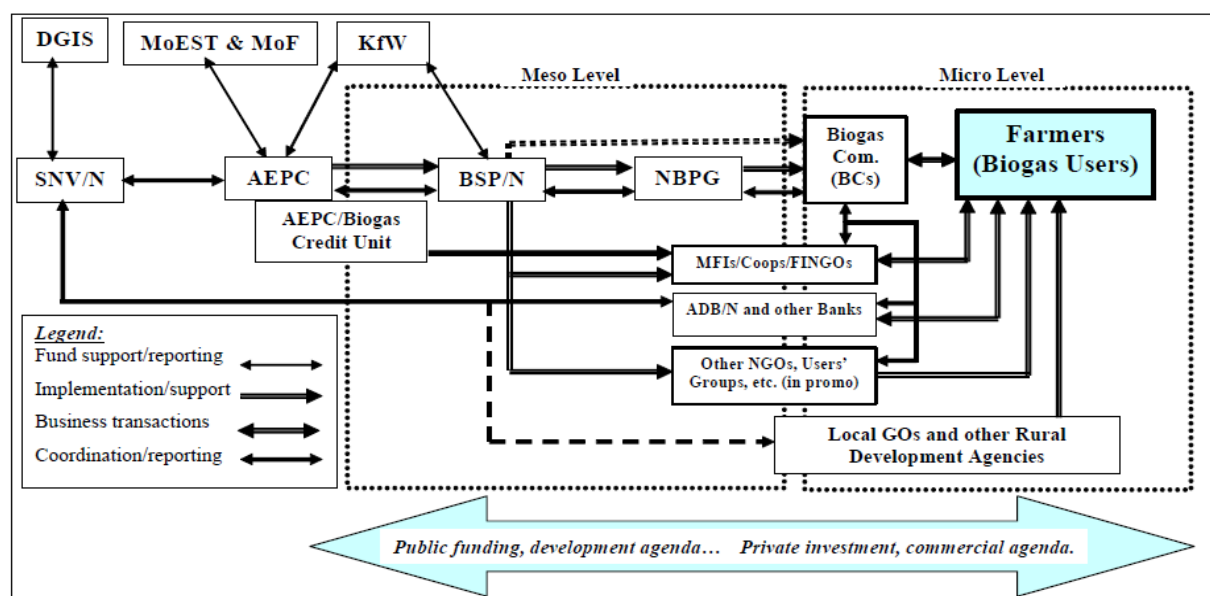 DGIS
MoEST & MoF
KfW
Meso Level
Micro Level
SNV/N
AEPC
BSP/N
NBPG
Biogas
Com.
(BCs)
Farmers
(Biogas Users)
AEPC/Biogas
Credit Unit
MFIs/Coops/FINGOs
ADB/N and other Banks
Other NGOs, Users'
Groups, etc. (in promo)
Local GOs and other Rural
Development Agencies
Legend:
Fund support/reporting
Implementation/support
Business transactions
Coordination/reporting
Public funding, development agenda… Private investment, commercial agenda.